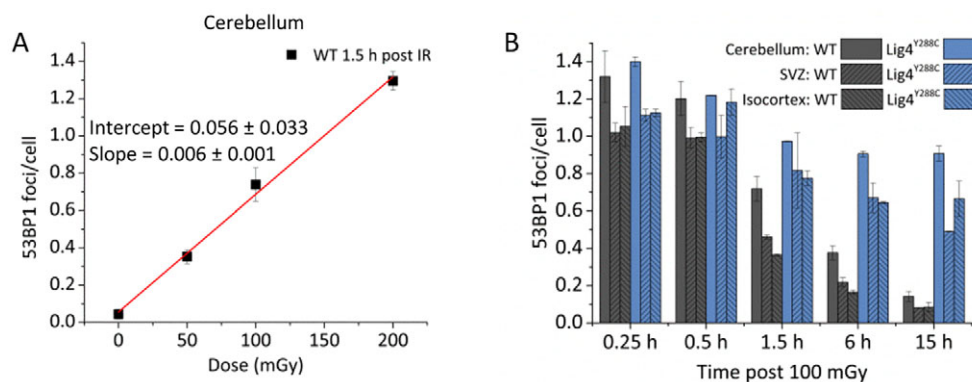 Cerebellum
A
WT 1.5 h post IR
Intercept = 0.056 ± 0.033
Slope = 0.006 ± 0.001
53BP1 foci/cell
1.4
1.2
1.0
0.8
0.6
0.4
0.2
0.0
0 50 100 150 200
Dose (mGy)
B
Cerebellum: WT Lig4Y288C
SVZ: WT Lig4Y288C
Isocortex: WT Lig4Y288C
53BP1 foci/cell
1.4
1.2
1.0
0.8
0.6
0.4
0.2
0.0
0.25 h 0.5 h 1.5 h 6 h 15 h
Time post 100 mGy